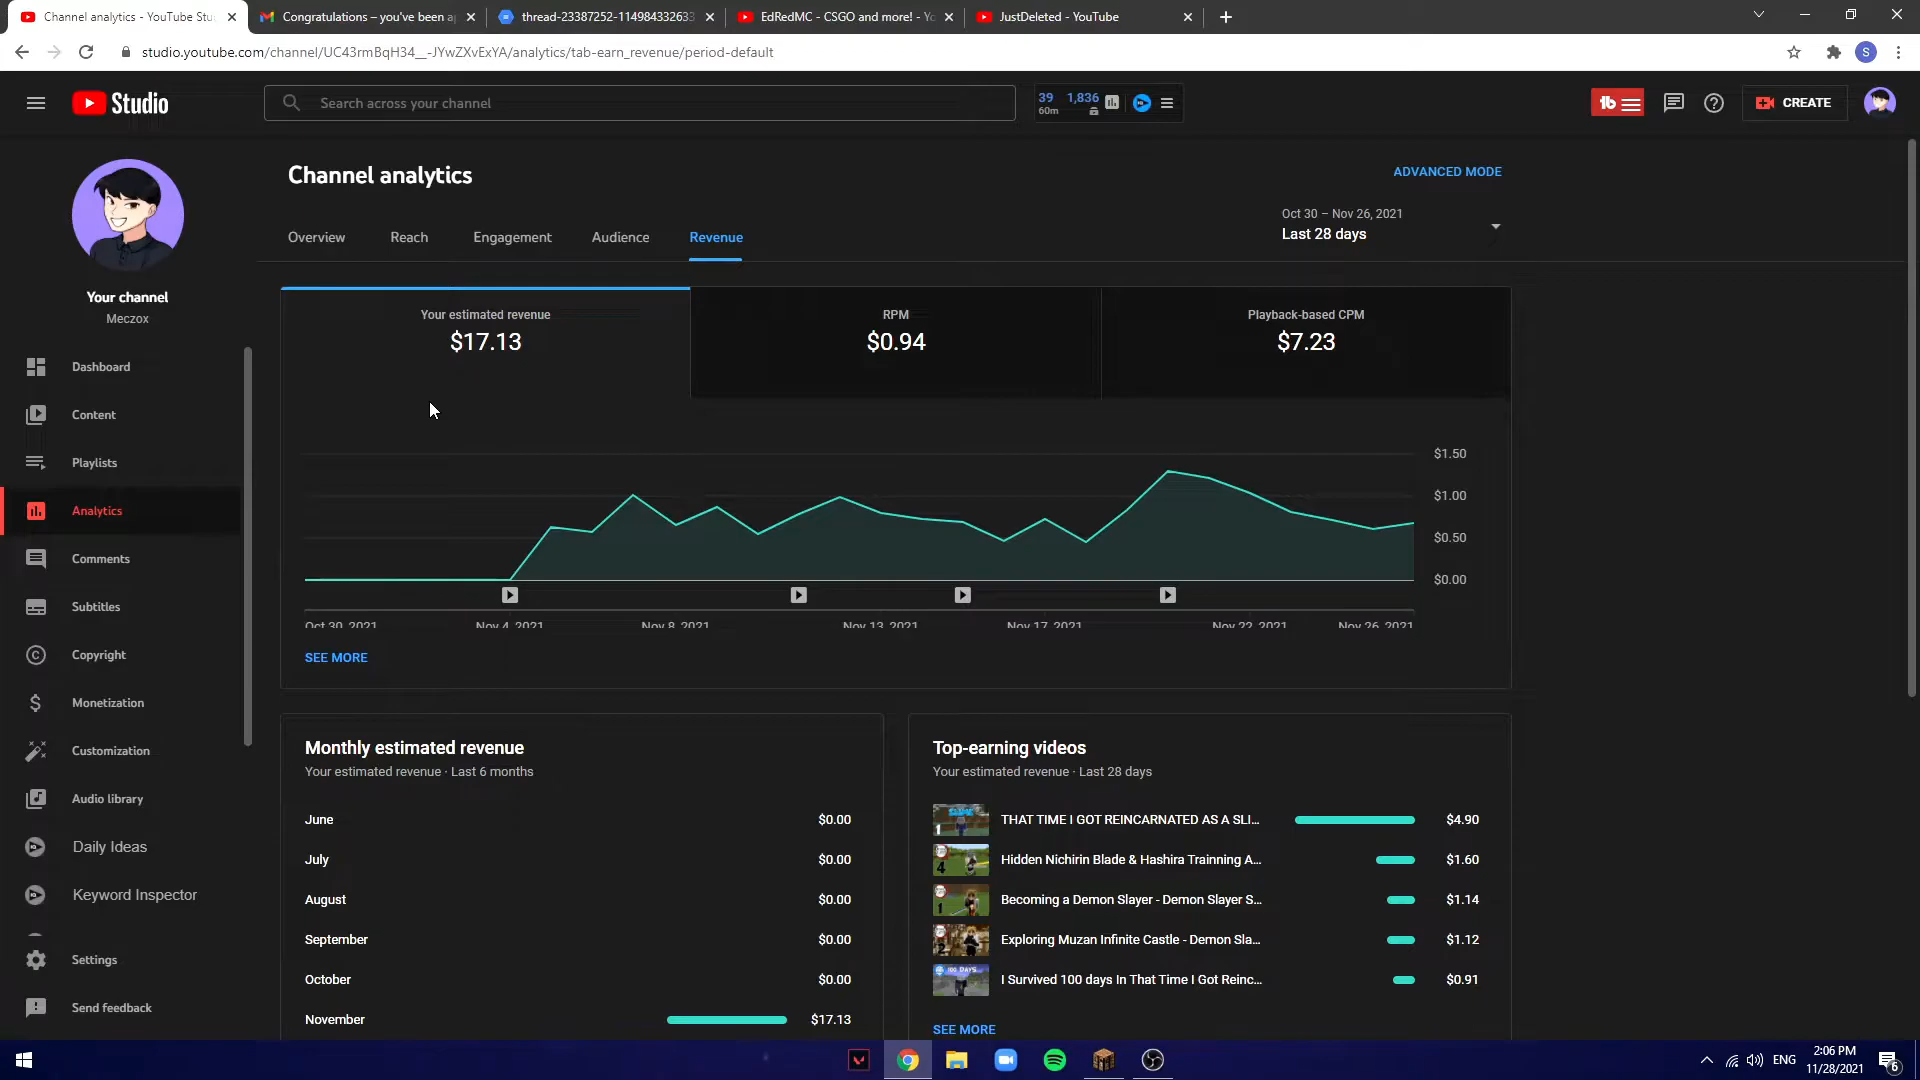 Channel analytics - YouTube Stu
Congratulations – you've been ap
thread-23387252-11498433263
EdRedMC - CSGO and more! - Yo
JustDeleted - YouTube
studio.youtube.com/channel/UC43rmBqH34__-JYwZXvExYA/analytics/tab-earn_revenue/period-default
S
Studio
Search across your channel
39 1,836
60m
tb
CREATE
Your channel
Meczox
Dashboard
Content
Playlists
Analytics
Comments
Subtitles
Copyright
Monetization
Customization
Audio library
Daily Ideas
Keyword Inspector
Settings
Send feedback
Channel analytics
ADVANCED MODE
Overview
Reach
Engagement
Audience
Revenue
Oct 30 – Nov 26, 2021
Last 28 days
Your estimated revenue
$17.13
RPM
$0.94
Playback-based CPM
$7.23
$1.50
$1.00
$0.50
$0.00
Oct 30, 2021
Nov 4, 2021
Nov 8, 2021
Nov 13, 2021
Nov 17, 2021
Nov 22, 2021
Nov 26, 2021
SEE MORE
Monthly estimated revenue
Your estimated revenue · Last 6 months
June $0.00
July $0.00
August $0.00
September $0.00
October $0.00
November $17.13
Top-earning videos
Your estimated revenue · Last 28 days
THAT TIME I GOT REINCARNATED AS A SLI... $4.90
Hidden Nichirin Blade & Hashira Trainning A... $1.60
Becoming a Demon Slayer - Demon Slayer S... $1.14
Exploring Muzan Infinite Castle - Demon Sla... $1.12
I Survived 100 days In That Time I Got Reinc... $0.91
SEE MORE
ENG
2:06 PM
11/28/2021
6